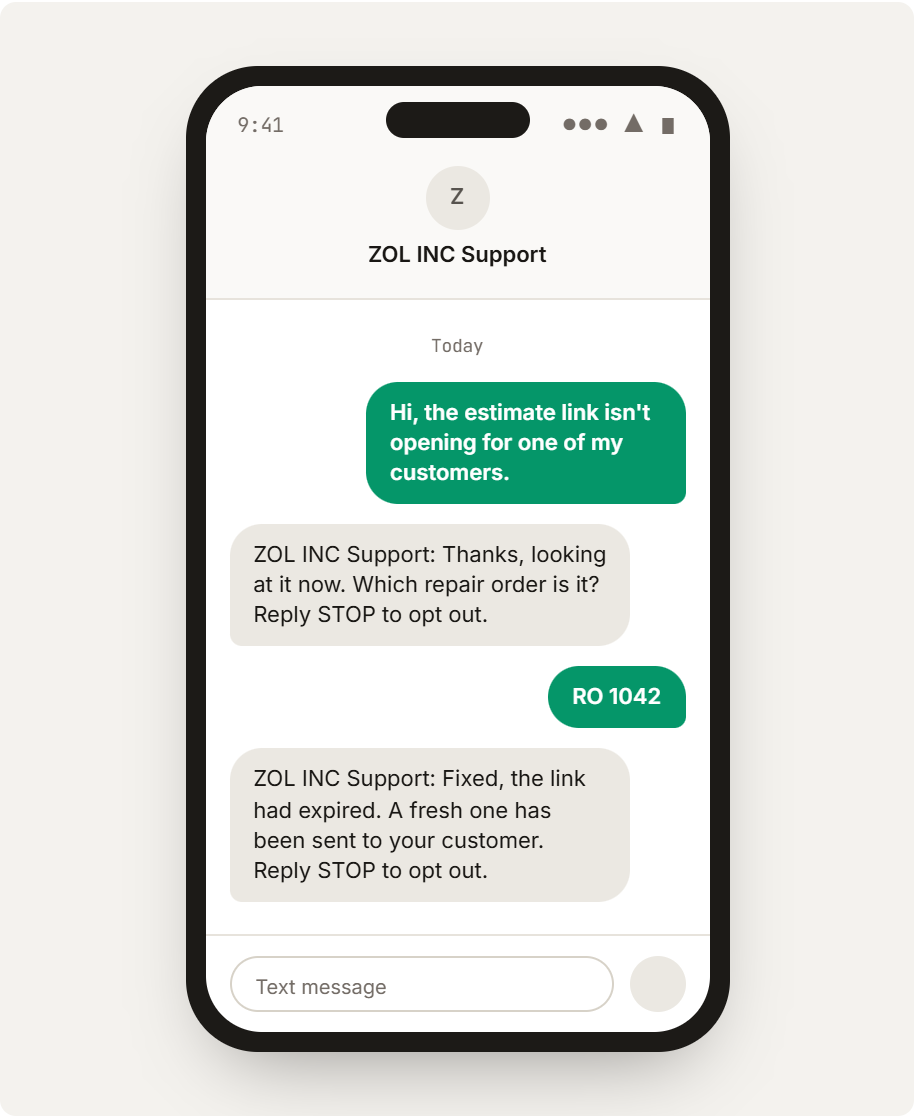 9:41
Z
ZOL INC Support
Today
Hi, the estimate link isn't
opening for one of my
customers.
ZOL INC Support: Thanks, looking
at it now. Which repair order is it?
Reply STOP to opt out.
RO 1042
ZOL INC Support: Fixed, the link
had expired. A fresh one has
been sent to your customer.
Reply STOP to opt out.
Text message